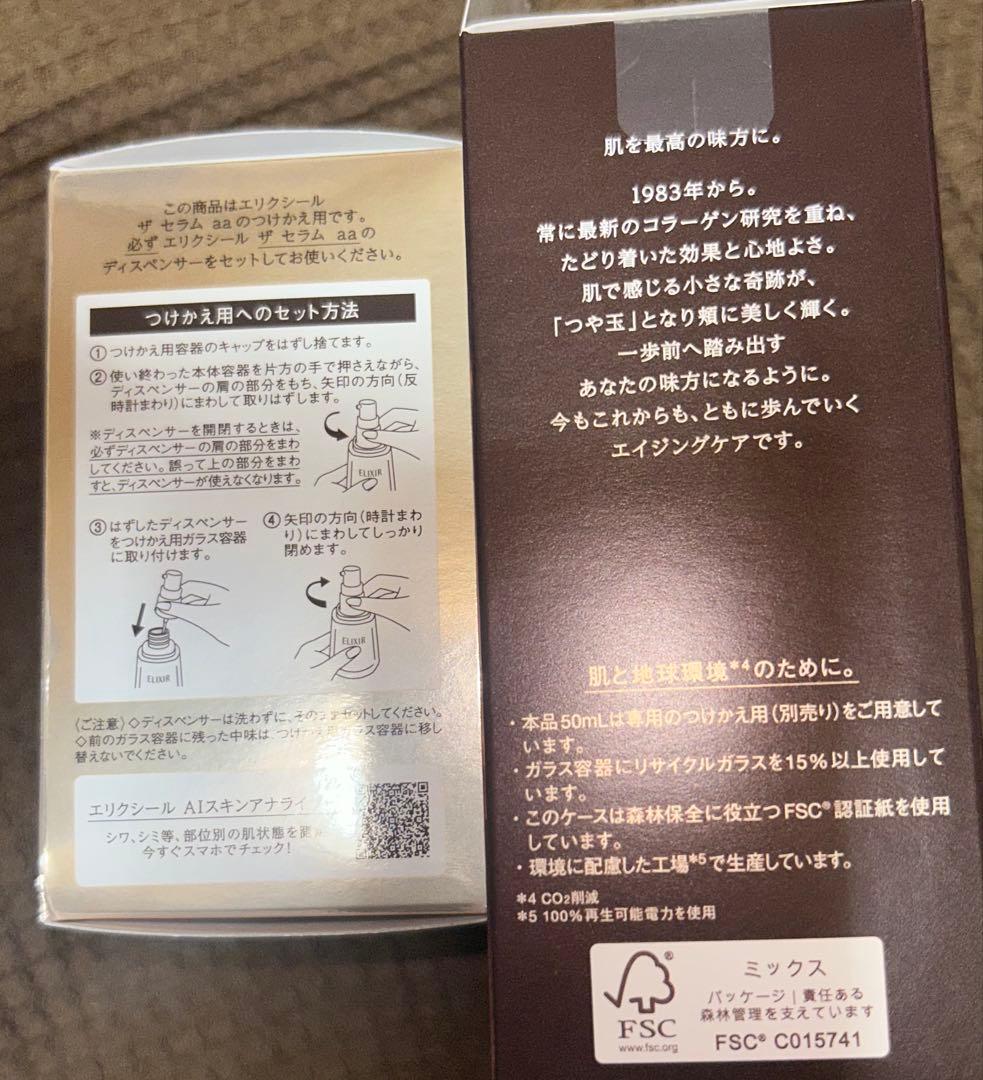 この商品はエリクシール
ザ セラム aaのつけかえ用です。
必ずエリクシール ザ セラム aaの
ディスペンサーをセットしてお使いください。
つけかえ用へのセット方法
①つけかえ用容器のキャップをはずし捨てます。
②使い終わった本体容器を片方の手で押さえながら、
ディスペンサーの肩の部分をもち、矢印の方向(反
時計まわり)にまわして取りはずします。
※ディスペンサーを開閉するときは、
必ずディスペンサーの肩の部分をまわ
してください。誤って上の部分をまわ
すと、ディスペンサーが使えなくなります。
ELIXIR
③はずしたディスペンサー
をつけかえ用ガラス容器
に取り付けます。
ELIXIR
④矢印の方向(時計まわ
り)にまわしてしっかり
閉めます。
ELIXIR
〈ご注意〉◇ディスペンサーは洗わずに、そのままセットしてください。
◇前のガラス容器に残った中味は、つけかえ用ガラス容器に移し
替えないでください。
エリクシール AIスキンアナライ
シワ、シミ等、部位別の肌状態を
今すぐスマホでチェック!
肌を最高の味方に。
1983年から。
常に最新のコラーゲン研究を重ね、
たどり着いた効果と心地よさ。
肌で感じる小さな奇跡が、
「つや玉」となり頰に美しく輝く。
一歩前へ踏み出す
あなたの味方になるように。
今もこれからも、ともに歩んでいく
エイジングケアです。
肌と地球環境*4のために。
・本品50mLは専用のつけかえ用(別売り)をご用意して
います。
・ガラス容器にリサイクルガラスを15%以上使用して
います。
・このケースは森林保全に役立つFSC®認証紙を使用
しています。
・環境に配慮した工場*5で生産しています。
*4 CO₂削減
*5 100%再生可能電力を使用
®
FSC
www.fsc.org
ミックス
パッケージ|責任ある
森林管理を支えています
FSC® C015741